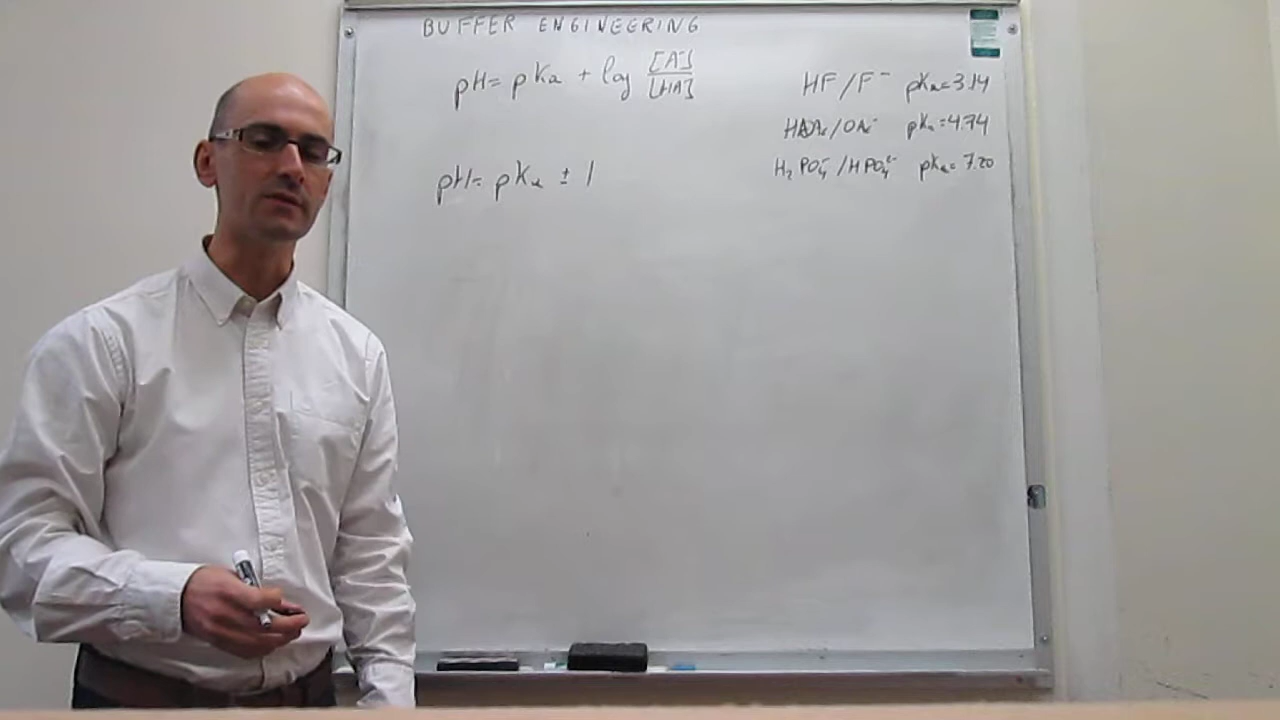 BUFFER ENGINEERING
pH = pKa + log [A⁻]/[HA]
pH = pKa ± 1
HF/F⁻ pKa=3.14
HOAc/OAc⁻ pKa=4.74
H₂PO₄⁻/HPO₄²⁻ pKa=7.20